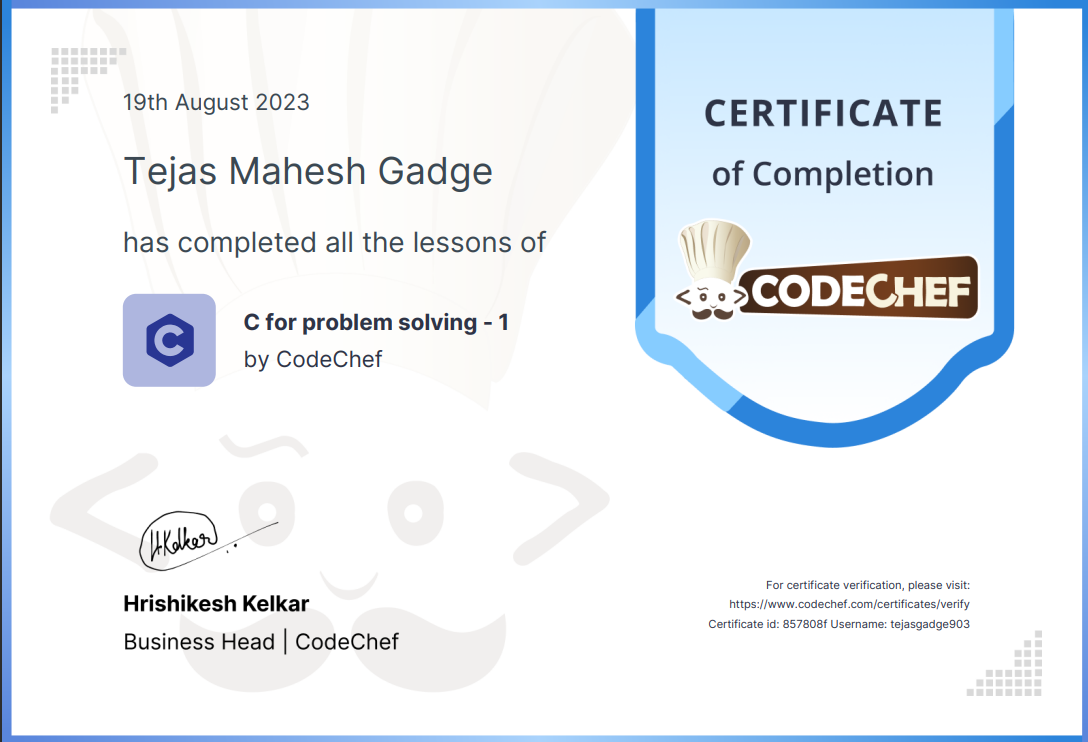 19th August 2023
Tejas Mahesh Gadge
has completed all the lessons of
C
C for problem solving - 1
by CodeChef
H.Kelkar
Hrishikesh Kelkar
Business Head | CodeChef
CERTIFICATE
of Completion
CODECHEF
For certificate verification, please visit:
https://www.codechef.com/certificates/verify
Certificate id: 857808f Username: tejasgadge903